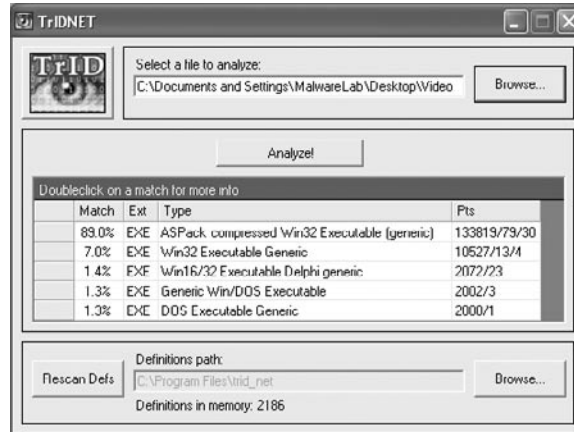 TrIDNET
TrID
Select a file to analyze:
C:\Documents and Settings\MalwareLab\Desktop\Video
Browse...
Analyze!
Doubleclick on a match for more info
Match Ext Type Pts
89.0% EXE ASPack compressed Win32 Executable (generic) 133819/79/30
7.0% EXE Win32 Executable Generic 10527/13/4
1.4% EXE Win16/32 Executable Delphi generic 2072/23
1.3% EXE Generic Win/DOS Executable 2002/3
1.3% EXE DOS Executable Generic 2000/1
Rescan Defs
Definitions path:
C:\Program Files\trid_net
Browse...
Definitions in memory: 2186